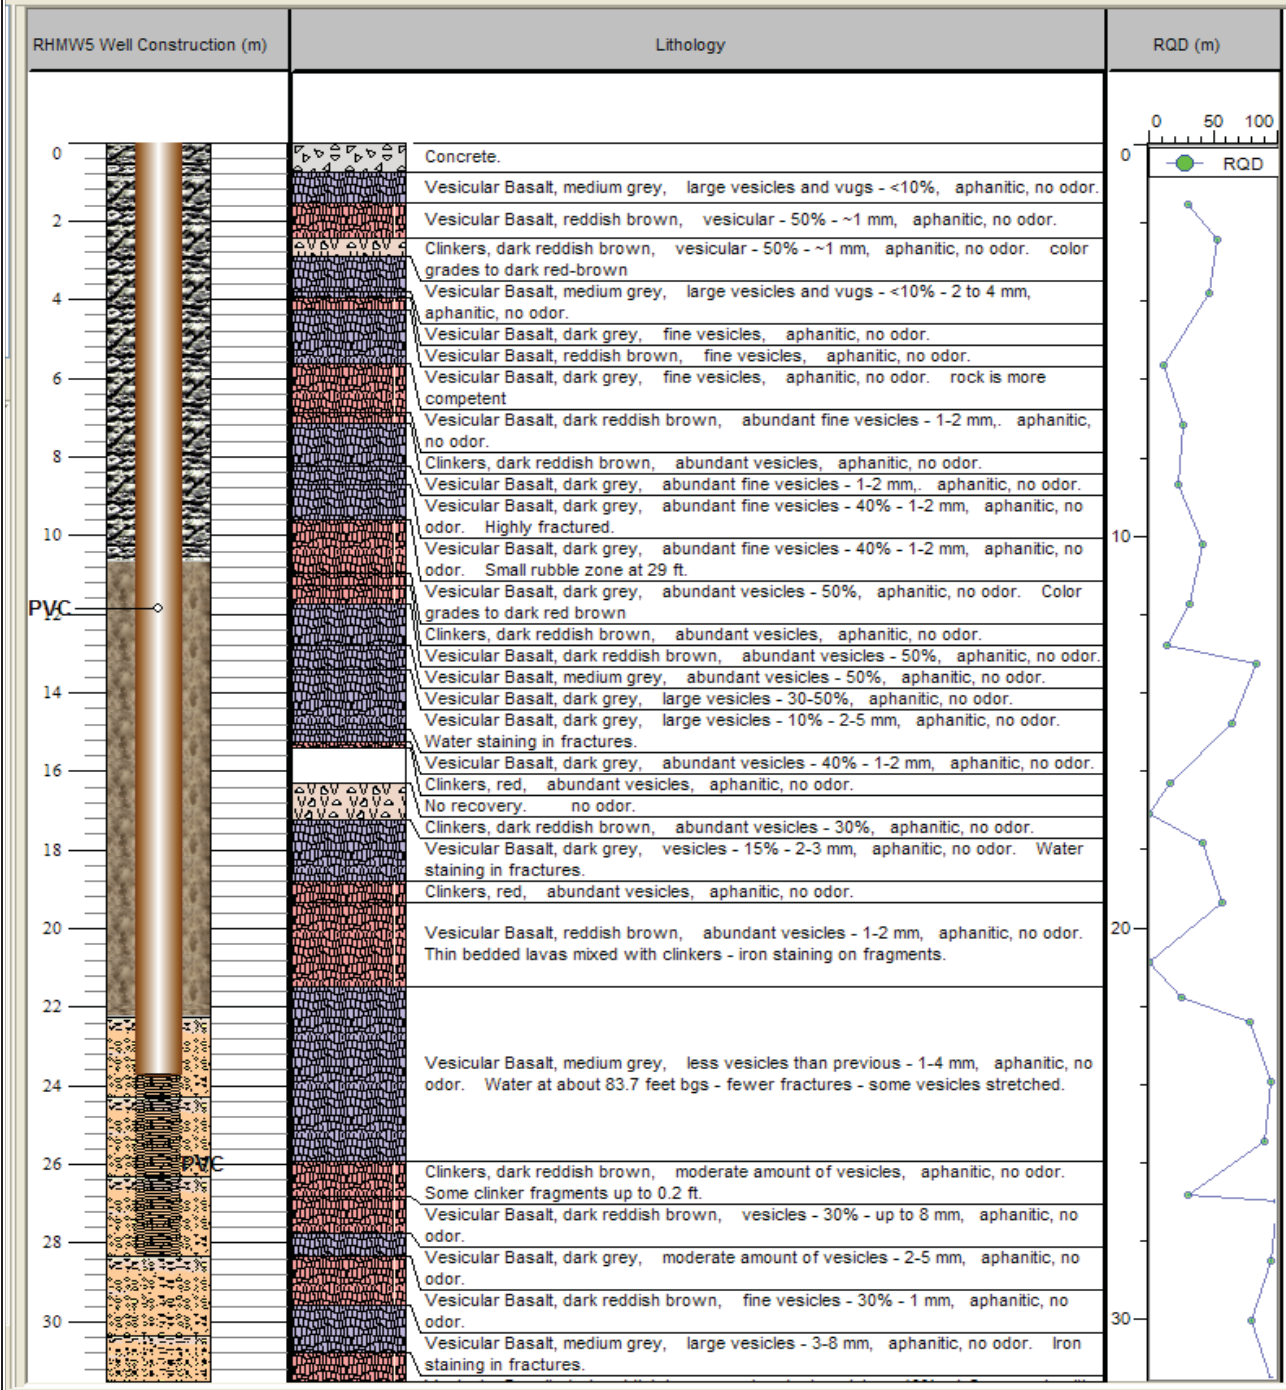 RHMW5 Well Construction (m)
Lithology
RQD (m)
0
2
4
6
8
10
PVC
12
14
16
18
20
22
24
26
PVC
28
30
Concrete.
Vesicular Basalt, medium grey, large vesicles and vugs - <10%, aphanitic, no odor.
Vesicular Basalt, reddish brown, vesicular - 50% - ~1 mm, aphanitic, no odor.
Clinkers, dark reddish brown, vesicular - 50% - ~1 mm, aphanitic, no odor. color
grades to dark red-brown
Vesicular Basalt, medium grey, large vesicles and vugs - <10% - 2 to 4 mm,
aphanitic, no odor.
Vesicular Basalt, dark grey, fine vesicles, aphanitic, no odor.
Vesicular Basalt, reddish brown, fine vesicles, aphanitic, no odor.
Vesicular Basalt, dark grey, fine vesicles, aphanitic, no odor. rock is more
competent
Vesicular Basalt, dark reddish brown, abundant fine vesicles - 1-2 mm,. aphanitic,
no odor.
Clinkers, dark reddish brown, abundant vesicles, aphanitic, no odor.
Vesicular Basalt, dark grey, abundant fine vesicles - 1-2 mm,. aphanitic, no odor.
Vesicular Basalt, dark grey, abundant fine vesicles - 40% - 1-2 mm, aphanitic, no
odor. Highly fractured.
Vesicular Basalt, dark grey, abundant fine vesicles - 40% - 1-2 mm, aphanitic, no
odor. Small rubble zone at 29 ft.
Vesicular Basalt, dark grey, abundant vesicles - 50%, aphanitic, no odor. Color
grades to dark red brown
Clinkers, dark reddish brown, abundant vesicles, aphanitic, no odor.
Vesicular Basalt, dark reddish brown, abundant vesicles - 50%, aphanitic, no odor.
Vesicular Basalt, medium grey, abundant vesicles - 50%, aphanitic, no odor.
Vesicular Basalt, dark grey, large vesicles - 30-50%, aphanitic, no odor.
Vesicular Basalt, dark grey, large vesicles - 10% - 2-5 mm, aphanitic, no odor.
Water staining in fractures.
Vesicular Basalt, dark grey, abundant vesicles - 40% - 1-2 mm, aphanitic, no odor.
Clinkers, red, abundant vesicles, aphanitic, no odor.
No recovery. no odor.
Clinkers, dark reddish brown, abundant vesicles - 30%, aphanitic, no odor.
Vesicular Basalt, dark grey, vesicles - 15% - 2-3 mm, aphanitic, no odor. Water
staining in fractures.
Clinkers, red, abundant vesicles, aphanitic, no odor.
Vesicular Basalt, reddish brown, abundant vesicles - 1-2 mm, aphanitic, no odor.
Thin bedded lavas mixed with clinkers - iron staining on fragments.
Vesicular Basalt, medium grey, less vesicles than previous - 1-4 mm, aphanitic, no
odor. Water at about 83.7 feet bgs - fewer fractures - some vesicles stretched.
Clinkers, dark reddish brown, moderate amount of vesicles, aphanitic, no odor.
Some clinker fragments up to 0.2 ft.
Vesicular Basalt, dark reddish brown, vesicles - 30% - up to 8 mm, aphanitic, no
odor.
Vesicular Basalt, dark grey, moderate amount of vesicles - 2-5 mm, aphanitic, no
odor.
Vesicular Basalt, dark reddish brown, fine vesicles - 30% - 1 mm, aphanitic, no
odor.
Vesicular Basalt, medium grey, large vesicles - 3-8 mm, aphanitic, no odor. Iron
staining in fractures.
0 50 100
0
RQD
10
20
30